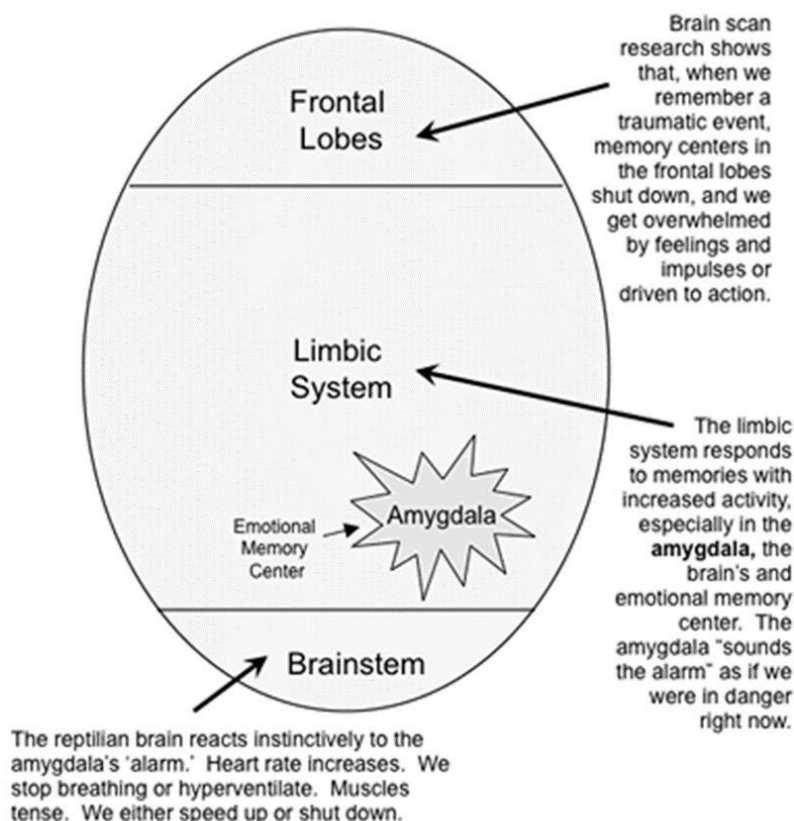 Brain scan
research shows
that, when we
remember a
traumatic event,
memory centers in
the frontal lobes
shut down, and we
get overwhelmed
by feelings and
impulses or
driven to action.
Frontal
Lobes
Limbic
System
The limbic
system responds
to memories with
increased activity,
especially in the
amygdala, the
brain's and
emotional memory
center. The
amygdala "sounds
the alarm" as if we
were in danger
right now.
Amygdala
Emotional
Memory
Center
Brainstem
The reptilian brain reacts instinctively to the
amygdala's 'alarm.' Heart rate increases. We
stop breathing or hyperventilate. Muscles
tense. We either speed up or shut down.